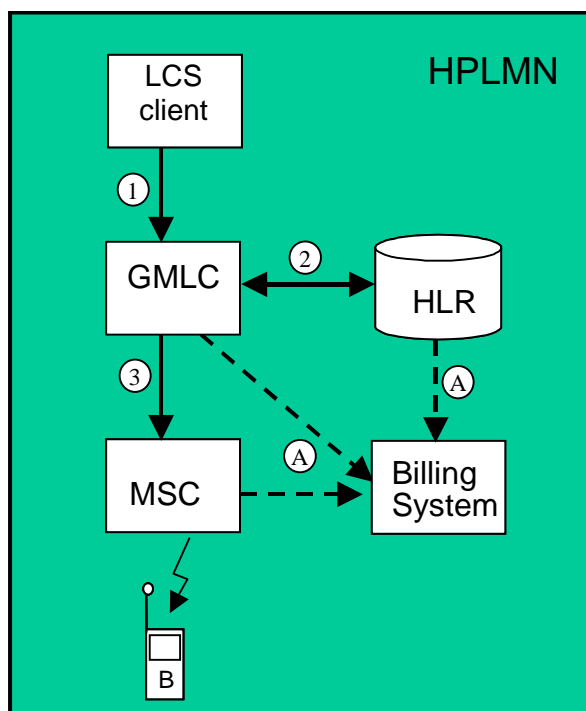 LCS
client
HPLMN
1
GMLC
2
HLR
3
A
A
MSC
Billing
System
B